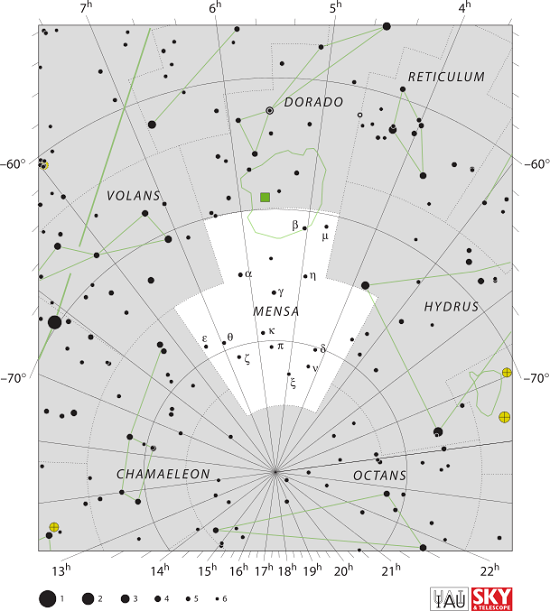 7h 6h 5h 4h
RETICULUM
DORADO
−60°
−60°
VOLANS
β
μ
α
η
γ
MENSA
HYDRUS
κ
ε
θ
π
δ
ζ
ν
ξ
−70°
−70°
CHAMAELEON
OCTANS
13h 14h 15h 16h 17h 18h 19h 20h 21h 22h
1 2 3 4 5 6
IAU
SKY
& TELESCOPE